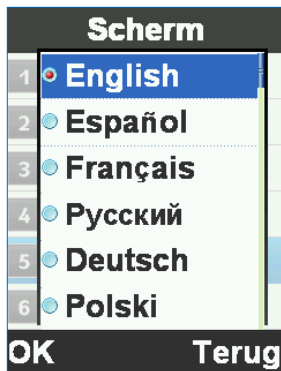 Scherm
1 English
2 Español
3 Français
4 Русский
5 Deutsch
6 Polski
OK Terug